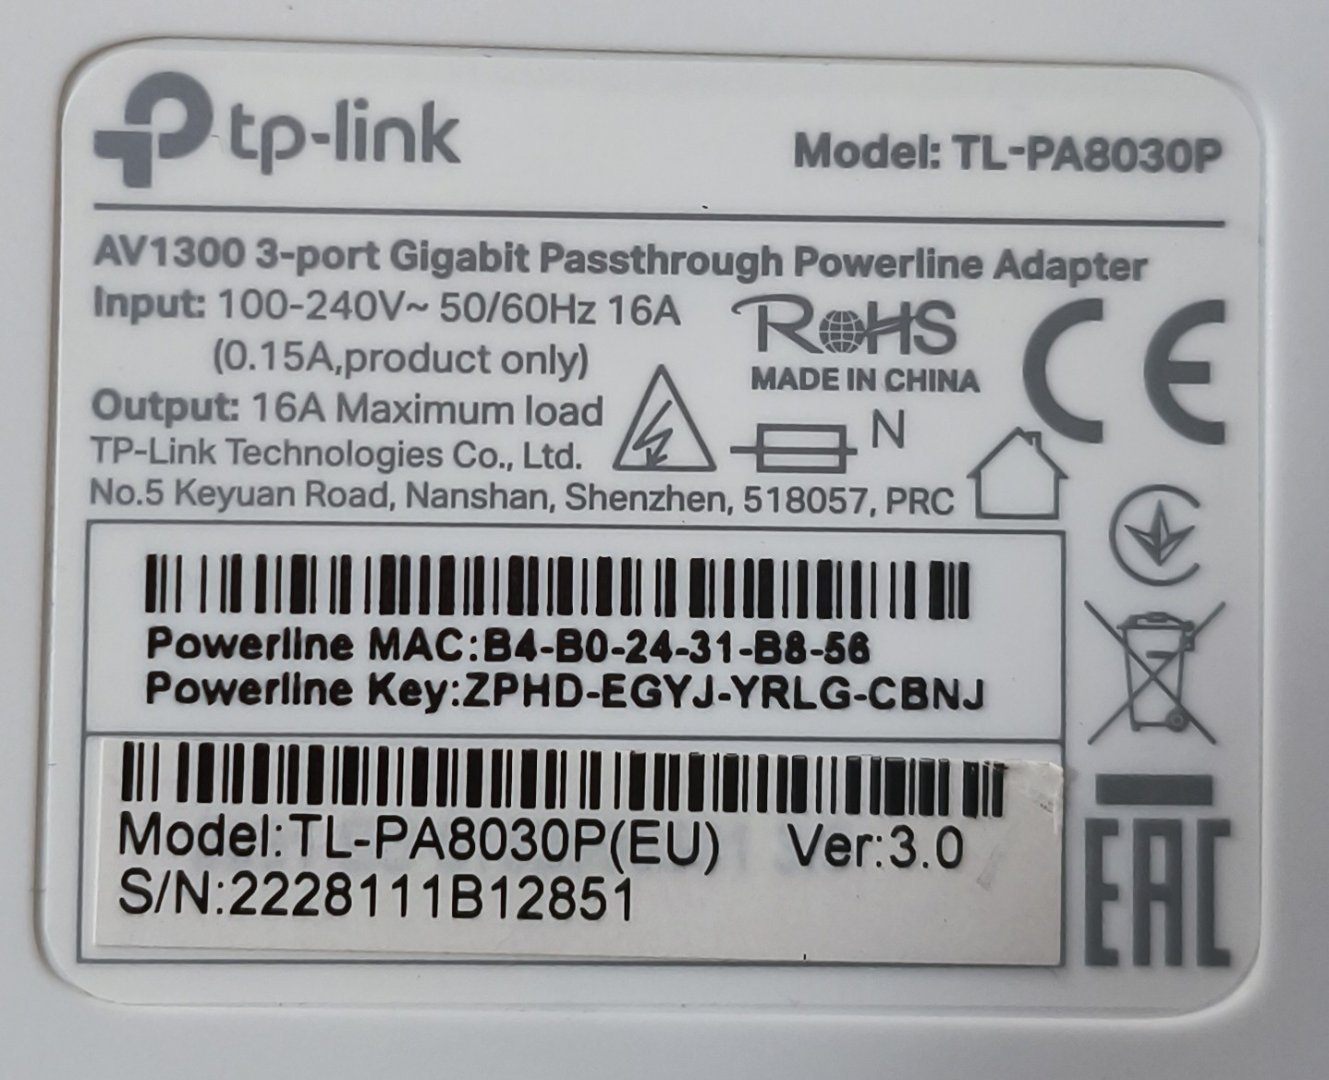 tp-link
Model: TL-PA8030P
AV1300 3-port Gigabit Passthrough Powerline Adapter
Input: 100-240V~ 50/60Hz 16A
(0.15A,product only)
RoHS
CE
MADE IN CHINA
Output: 16A Maximum load
N
TP-Link Technologies Co., Ltd.
No.5 Keyuan Road, Nanshan, Shenzhen, 518057, PRC
Powerline MAC:B4-B0-24-31-B8-56
Powerline Key:ZPHD-EGYJ-YRLG-CBNJ
Model:TL-PA8030P(EU) Ver:3.0
S/N:2228111B12851
EAC